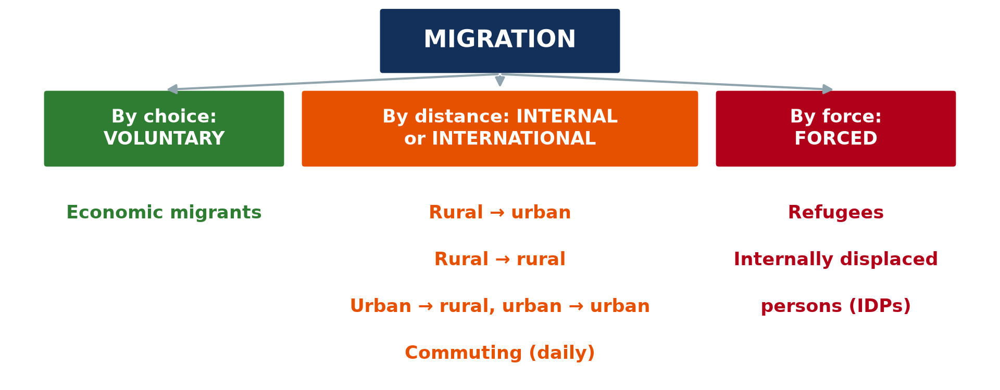 MIGRATION
By choice:
VOLUNTARY
By distance: INTERNAL
or INTERNATIONAL
By force:
FORCED
Economic migrants
Rural → urban
Rural → rural
Urban → rural, urban → urban
Commuting (daily)
Refugees
Internally displaced
persons (IDPs)